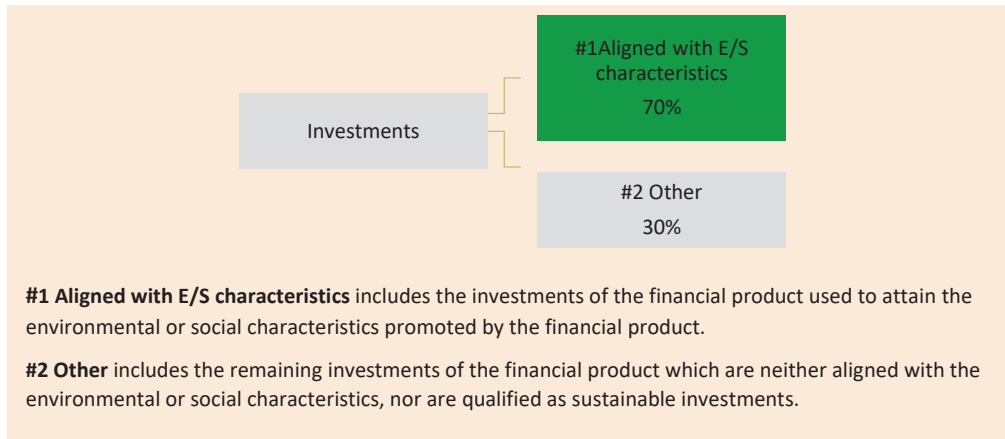 #1Aligned with E/S
characteristics
70%
Investments
#2 Other
30%
#1 Aligned with E/S characteristics includes the investments of the financial product used to attain the
environmental or social characteristics promoted by the financial product.
#2 Other includes the remaining investments of the financial product which are neither aligned with the
environmental or social characteristics, nor are qualified as sustainable investments.